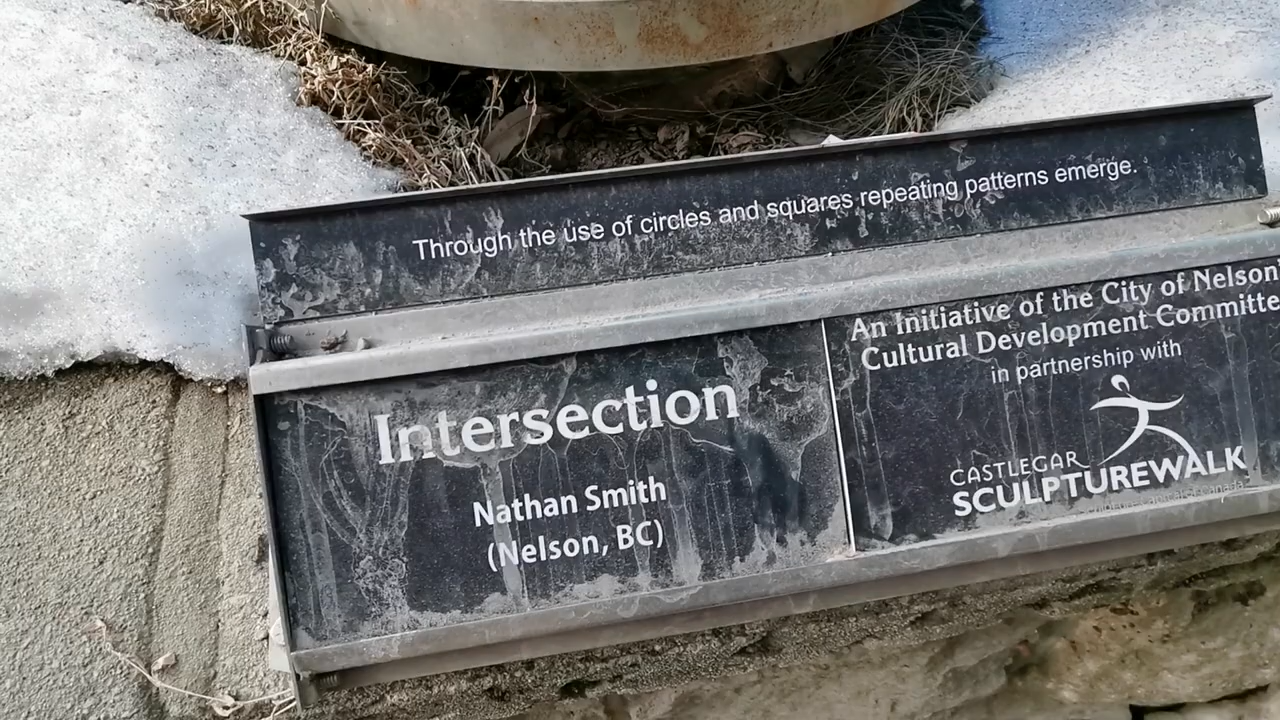 Through the use of circles and squares repeating patterns emerge.
Intersection
Nathan Smith
(Nelson, BC)
An Initiative of the City of Nelson's
Cultural Development Committe
in partnership with
CASTLEGAR
SCULPTUREWALK